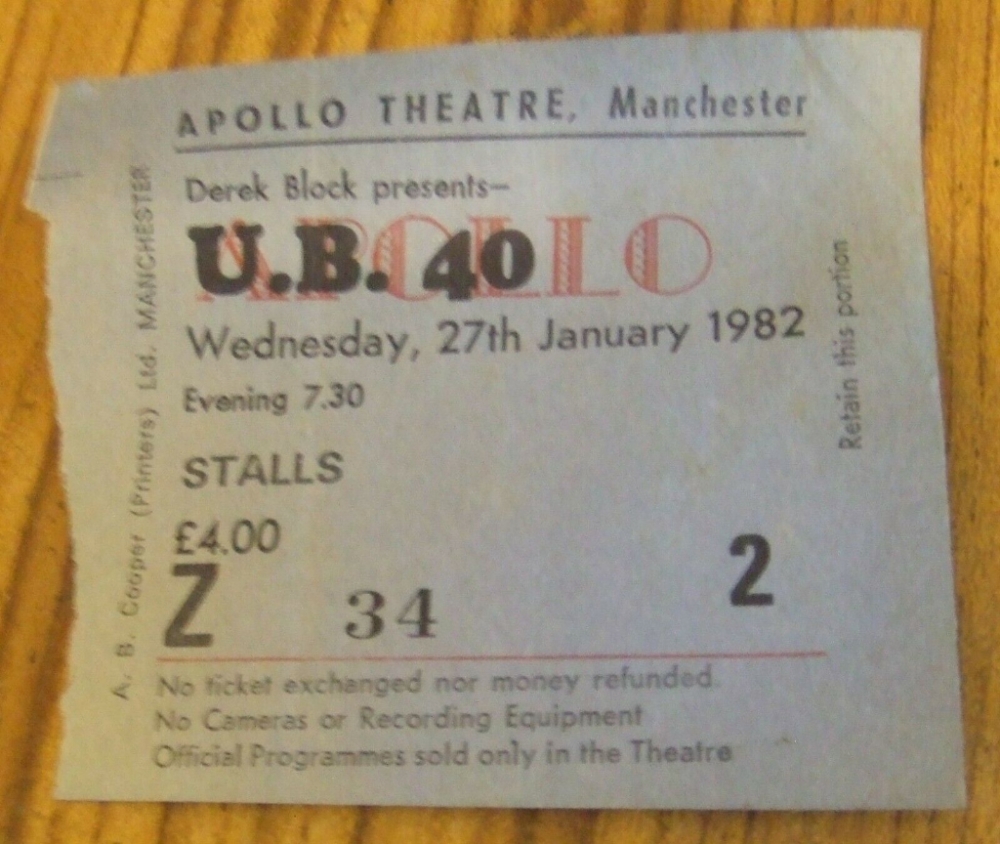 APOLLO THEATRE, Manchester
Derek Block presents–
APOLLO
U.B. 40
Wednesday, 27th January 1982
Evening 7.30
STALLS
£4.00
Z 34 2
No ticket exchanged nor money refunded.
No Cameras or Recording Equipment
Official Programmes sold only in the Theatre
A. B. Cooper (Printers) Ltd. MANCHESTER
Retain this portion